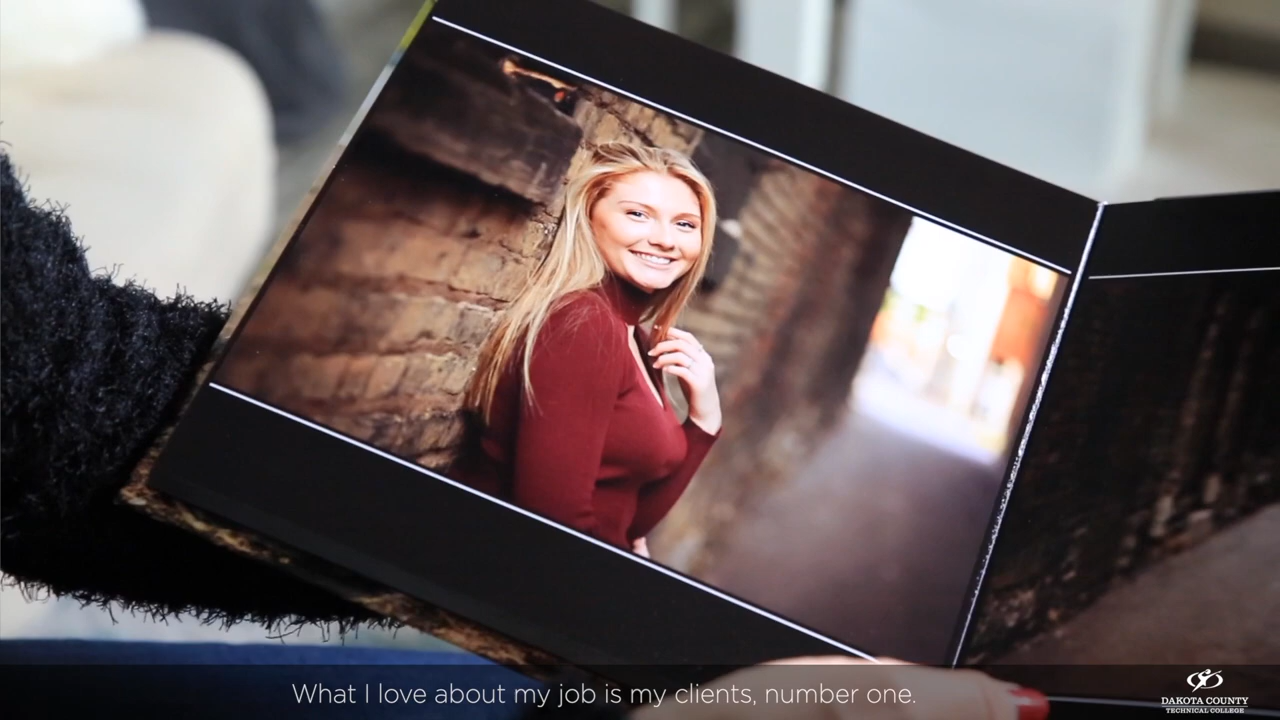 What I love about my job is my clients, number one.
DAKOTA COUNTY
TECHNICAL COLLEGE